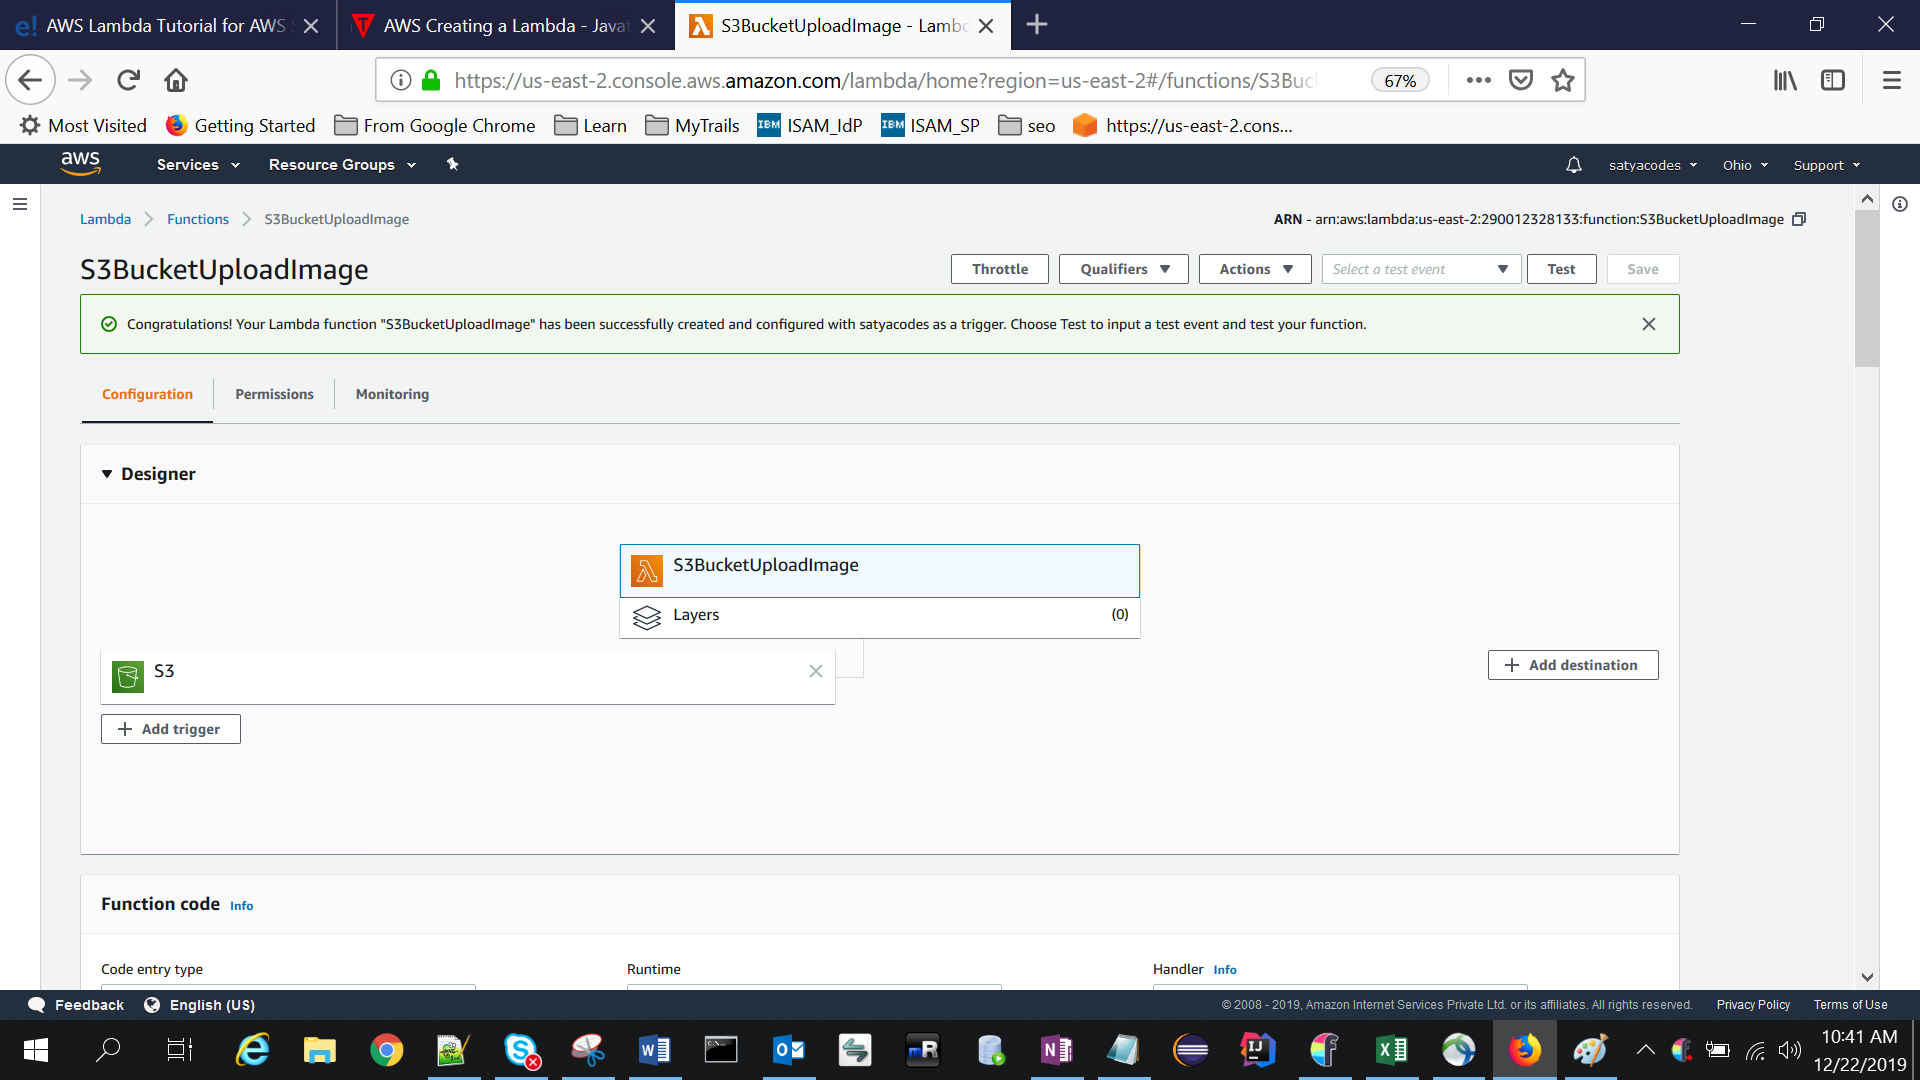 AWS Lambda Tutorial for AWS
AWS Creating a Lambda - Javat
S3BucketUploadImage - Lambd
https://us-east-2.console.aws.amazon.com/lambda/home?region=us-east-2#/functions/S3Buc
67%
Most Visited
Getting Started
From Google Chrome
Learn
MyTrails
IBM ISAM_IdP
IBM ISAM_SP
seo
https://us-east-2.cons...
aws
Services
Resource Groups
satyacodes
Ohio
Support
Lambda
Functions
S3BucketUploadImage
ARN - arn:aws:lambda:us-east-2:290012328133:function:S3BucketUploadImage
S3BucketUploadImage
Throttle
Qualifiers
Actions
Select a test event
Test
Save
Congratulations! Your Lambda function "S3BucketUploadImage" has been successfully created and configured with satyacodes as a trigger. Choose Test to input a test event and test your function.
Configuration
Permissions
Monitoring
Designer
S3BucketUploadImage
Layers
(0)
S3
Add destination
Add trigger
Function code Info
Code entry type
Runtime
Handler Info
Feedback
English (US)
© 2008 - 2019, Amazon Internet Services Private Ltd. or its affiliates. All rights reserved.
Privacy Policy
Terms of Use
10:41 AM
12/22/2019